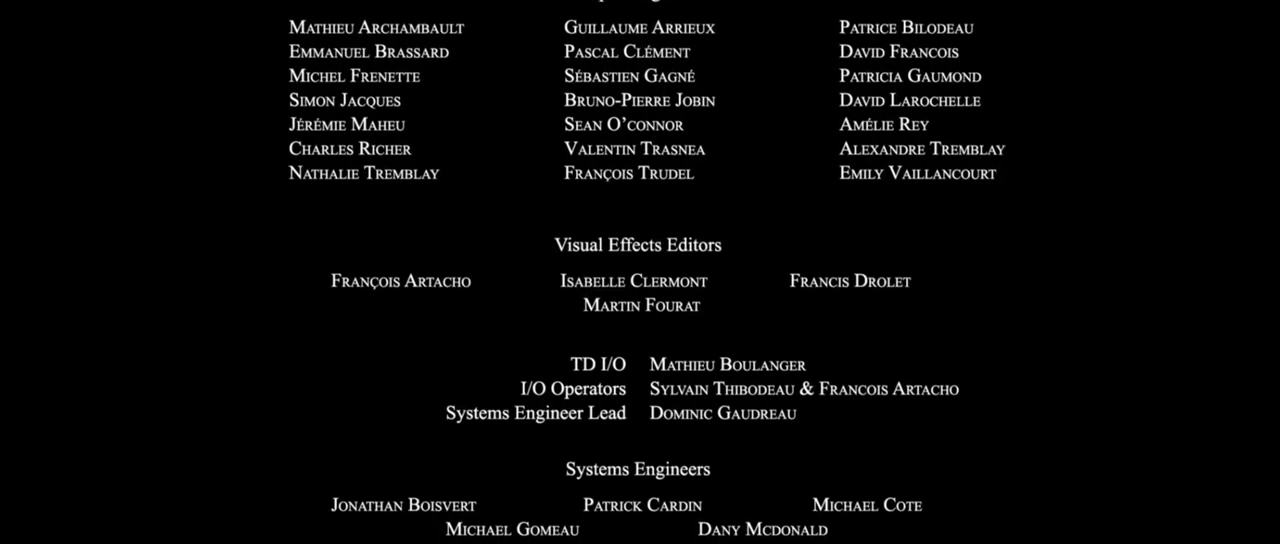 MATHIEU ARCHAMBAULT GUILLAUME ARRIEUX PATRICE BILODEAU
EMMANUEL BRASSARD PASCAL CLÉMENT DAVID FRANCOIS
MICHEL FRENETTE SÉBASTIEN GAGNÉ PATRICIA GAUMOND
SIMON JACQUES BRUNO-PIERRE JOBIN DAVID LAROCHELLE
JÉRÉMIE MAHEU SEAN O’CONNOR AMÉLIE REY
CHARLES RICHER VALENTIN TRASNEA ALEXANDRE TREMBLAY
NATHALIE TREMBLAY FRANÇOIS TRUDEL EMILY VAILLANCOURT
Visual Effects Editors
FRANÇOIS ARTACHO ISABELLE CLERMONT FRANCIS DROLET
MARTIN FOURAT
TD I/O MATHIEU BOULANGER
I/O Operators SYLVAIN THIBODEAU & FRANCOIS ARTACHO
Systems Engineer Lead DOMINIC GAUDREAU
Systems Engineers
JONATHAN BOISVERT PATRICK CARDIN MICHAEL COTE
MICHAEL GOMEAU DANY MCDONALD